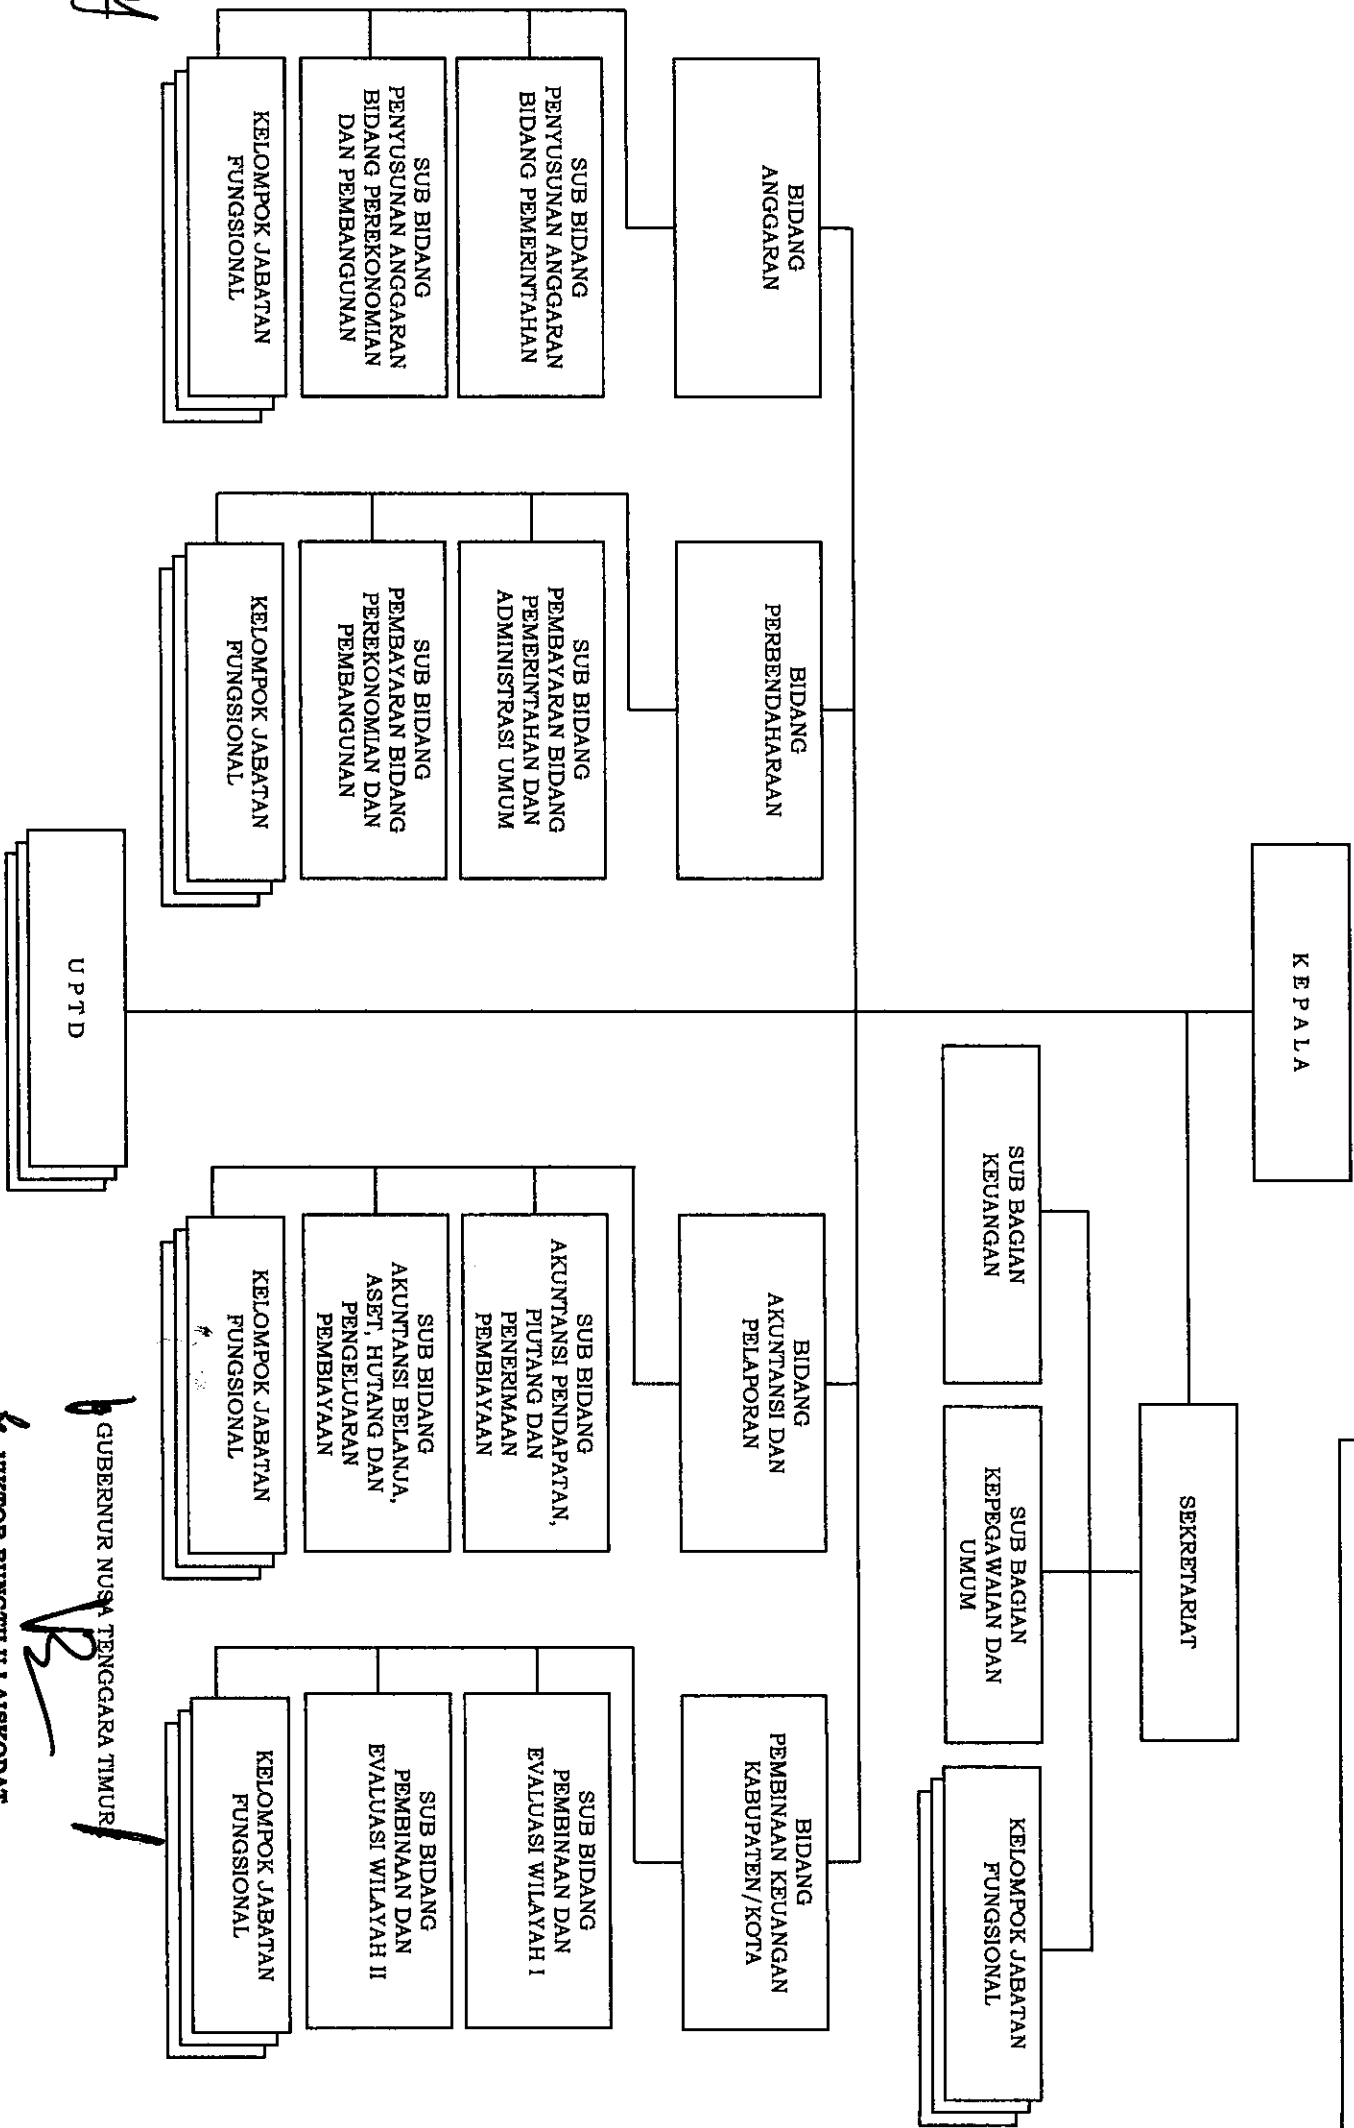 KEPALA
SEKRETARIAT
SUB BAGIAN
KEUANGAN
SUB BAGIAN
KEPEGAWAIAN DAN
UMUM
KELOMPOK JABATAN
FUNGSIONAL
BIDANG
ANGGARAN
BIDANG
PERBENDAHARAAN
BIDANG
AKUNTANSI DAN
PELAPORAN
BIDANG
PEMBINAAN KEUANGAN
KABUPATEN/KOTA
SUB BIDANG
PENYUSUNAN ANGGARAN
BIDANG PEMERINTAHAN
SUB BIDANG
PEMBAYARAN BIDANG
PEMERINTAHAN DAN
ADMINISTRASI UMUM
SUB BIDANG
AKUNTANSI PENDAPATAN,
PIUTANG DAN
PENERIMAAN
PEMBIAYAAN
SUB BIDANG
PEMBINAAN DAN
EVALUASI WILAYAH I
SUB BIDANG
PENYUSUNAN ANGGARAN
BIDANG PEREKONOMIAN
DAN PEMBANGUNAN
SUB BIDANG
PEMBAYARAN BIDANG
PEREKONOMIAN DAN
PEMBANGUNAN
SUB BIDANG
AKUNTANSI BELANJA,
ASET, HUTANG DAN
PENGELUARAN
PEMBIAYAAN
SUB BIDANG
PEMBINAAN DAN
EVALUASI WILAYAH II
KELOMPOK JABATAN
FUNGSIONAL
KELOMPOK JABATAN
FUNGSIONAL
KELOMPOK JABATAN
FUNGSIONAL
KELOMPOK JABATAN
FUNGSIONAL
UPTD
GUBERNUR NUSA TENGGARA TIMUR
VIKTOR BUNGTILU LAISKODAT